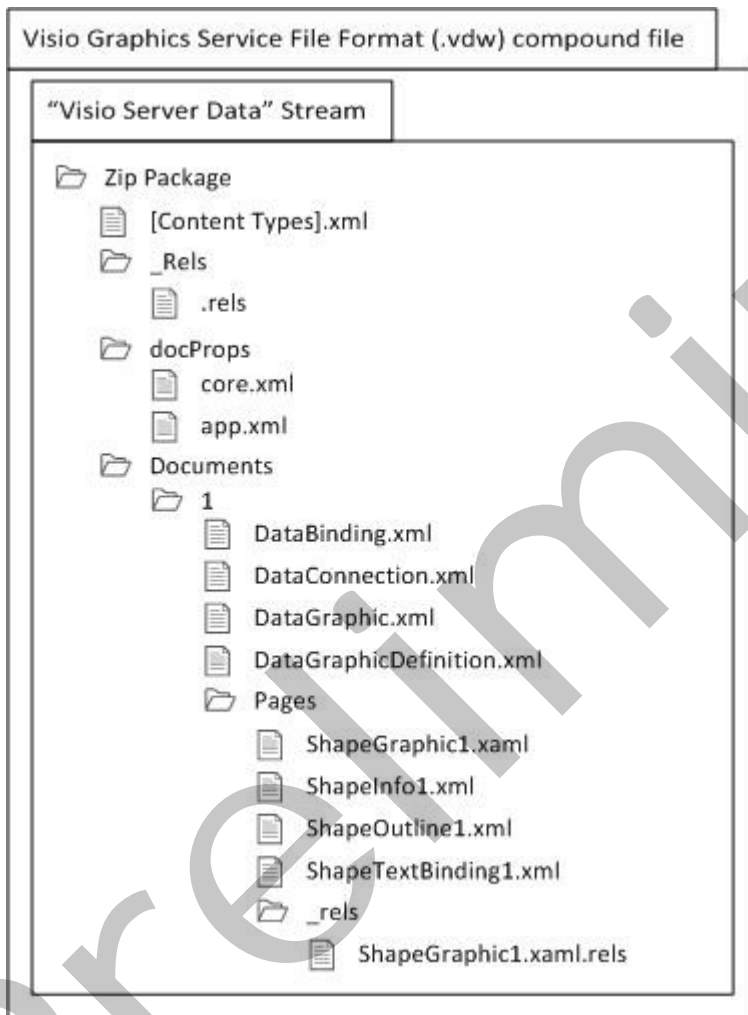 Visio Graphics Service File Format (.vdw) compound file
“Visio Server Data” Stream
Zip Package
[Content Types].xml
_Rels
.rels
docProps
core.xml
app.xml
Documents
1
DataBinding.xml
DataConnection.xml
DataGraphic.xml
DataGraphicDefinition.xml
Pages
ShapeGraphic1.xaml
ShapeInfo1.xml
ShapeOutline1.xml
ShapeTextBinding1.xml
_rels
ShapeGraphic1.xaml.rels